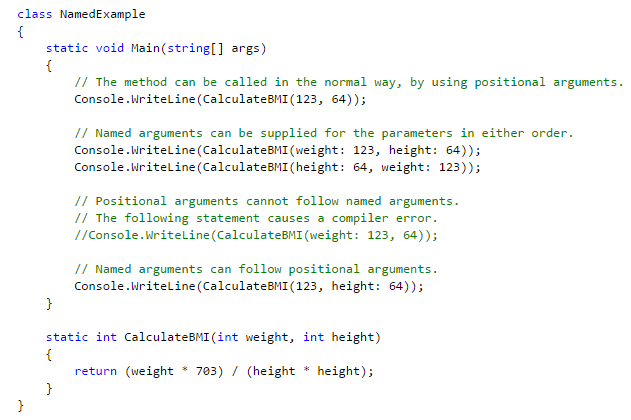 class NamedExample
{
    static void Main(string[] args)
    {
        // The method can be called in the normal way, by using positional arguments.
        Console.WriteLine(CalculateBMI(123, 64));

        // Named arguments can be supplied for the parameters in either order.
        Console.WriteLine(CalculateBMI(weight: 123, height: 64));
        Console.WriteLine(CalculateBMI(height: 64, weight: 123));

        // Positional arguments cannot follow named arguments.
        // The following statement causes a compiler error.
        //Console.WriteLine(CalculateBMI(weight: 123, 64));

        // Named arguments can follow positional arguments.
        Console.WriteLine(CalculateBMI(123, height: 64));
    }

    static int CalculateBMI(int weight, int height)
    {
        return (weight * 703) / (height * height);
    }
}